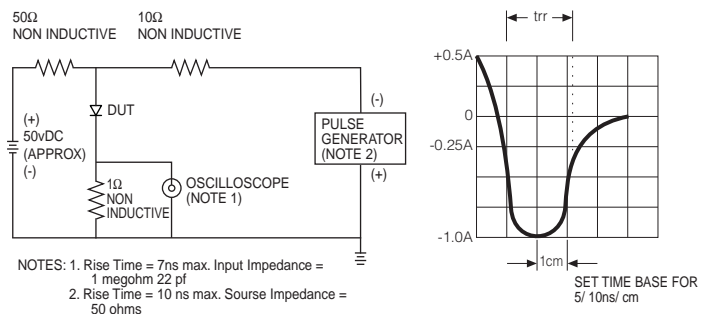 50Ω
NON INDUCTIVE
10Ω
NON INDUCTIVE
(+)
50vDC
(APPROX)
(-)
DUT
1Ω
NON
INDUCTIVE
OSCILLOSCOPE
(NOTE 1)
(-)
PULSE
GENERATOR
(NOTE 2)
(+)
NOTES: 1. Rise Time = 7ns max. Input Impedance =
1 megohm 22 pf
2. Rise Time = 10 ns max. Sourse Impedance =
50 ohms
trr
+0.5A
0
-0.25A
-1.0A
1cm
SET TIME BASE FOR
5/ 10ns/ cm